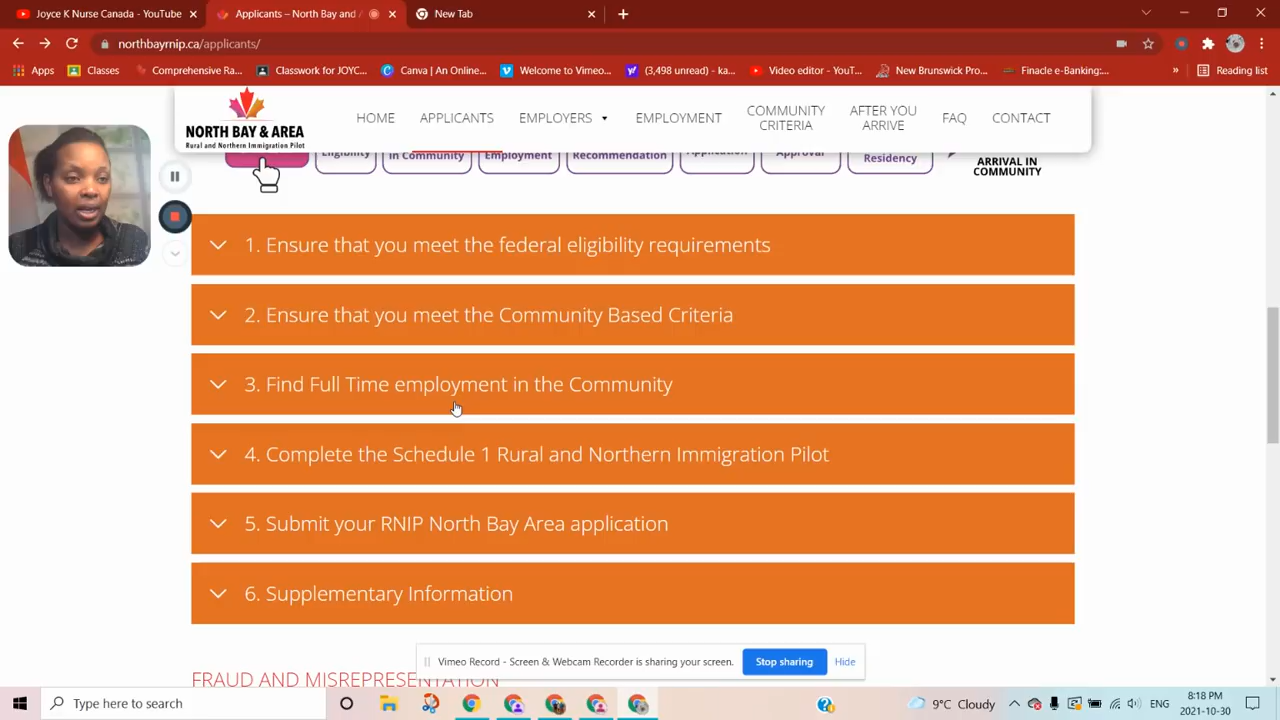 Joyce K Nurse Canada - YouTube
Applicants – North Bay and
New Tab
northbayrnip.ca/applicants/
Apps
Classes
Comprehensive Ra...
Classwork for JOYC...
Canva | An Online...
Welcome to Vimeo...
(3,498 unread) - ka...
Video editor - YouT...
New Brunswick Pro...
Finacle e-Banking:...
Reading list
NORTH BAY & AREA
Rural and Northern Immigration Pilot
HOME
APPLICANTS
EMPLOYERS
EMPLOYMENT
COMMUNITY
CRITERIA
AFTER YOU
ARRIVE
FAQ
CONTACT
Eligibility
in Community
Employment
Recommendation
Application
Approval
Residency
ARRIVAL IN
COMMUNITY
1. Ensure that you meet the federal eligibility requirements
2. Ensure that you meet the Community Based Criteria
3. Find Full Time employment in the Community
4. Complete the Schedule 1 Rural and Northern Immigration Pilot
5. Submit your RNIP North Bay Area application
6. Supplementary Information
Vimeo Record - Screen & Webcam Recorder is sharing your screen.
Stop sharing
Hide
FRAUD AND MISREPRESENTATION
Type here to search
9°C Cloudy
ENG
8:18 PM
2021-10-30